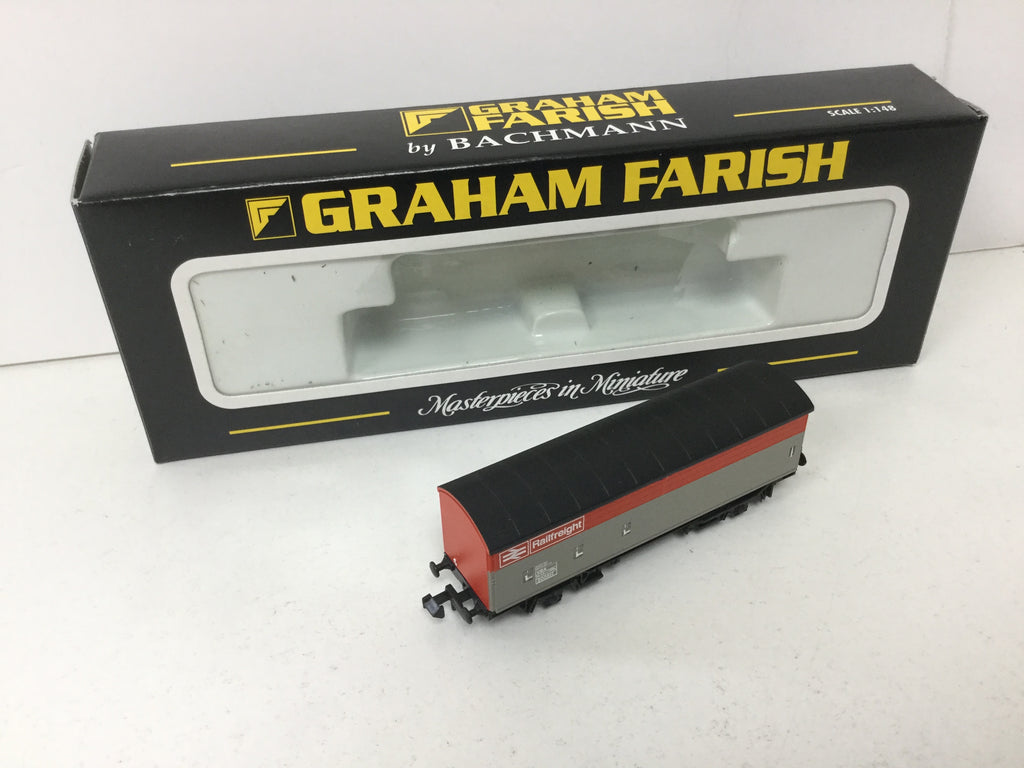 GRAHAM
FARISH
by BACHMANN
SCALE 1:148
GRAHAM FARISH
Masterpieces in Miniature
Railfreight